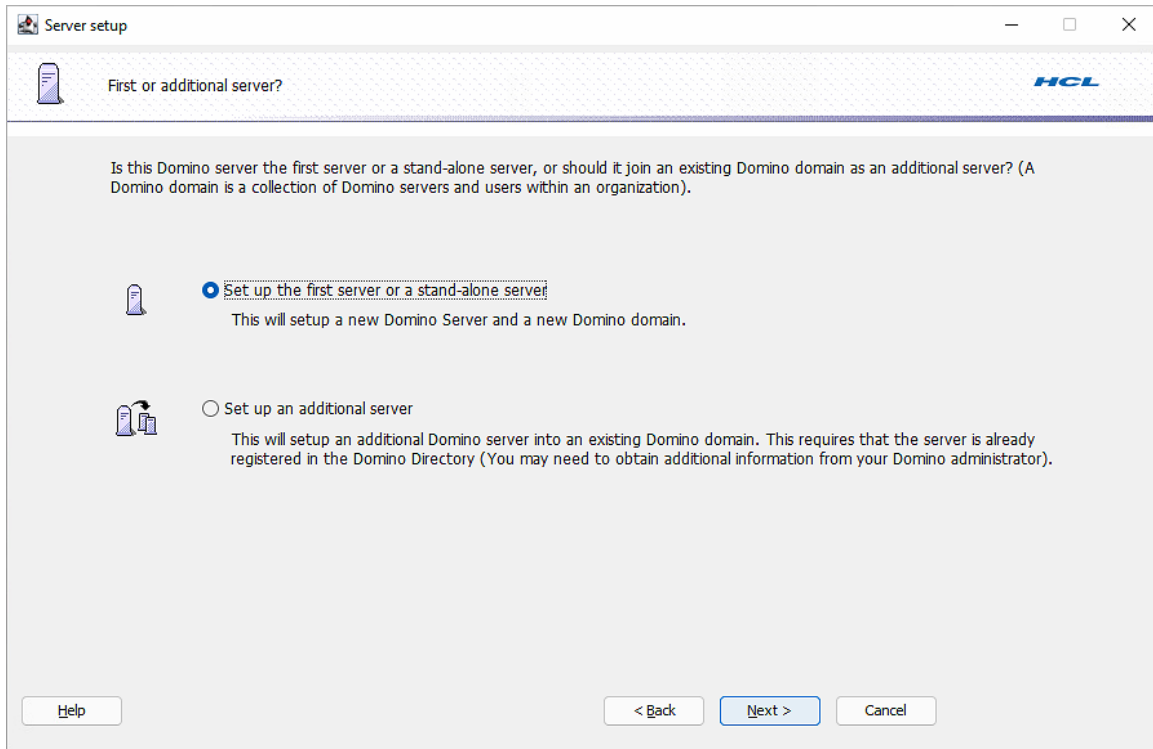 Server setup
First or additional server?
HCL
Is this Domino server the first server or a stand-alone server, or should it join an existing Domino domain as an additional server? (A
Domino domain is a collection of Domino servers and users within an organization).
Set up the first server or a stand-alone server
This will setup a new Domino Server and a new Domino domain.
Set up an additional server
This will setup an additional Domino server into an existing Domino domain. This requires that the server is already
registered in the Domino Directory (You may need to obtain additional information from your Domino administrator).
Help
< Back
Next >
Cancel